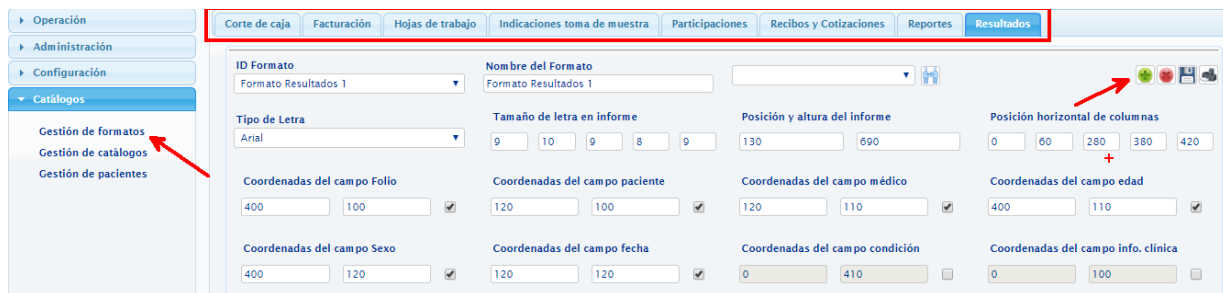 Operación
Administración
Configuración
Catálogos
Gestión de formatos
Gestión de catálogos
Gestión de pacientes
Corte de caja Facturación Hojas de trabajo Indicaciones toma de muestra Participaciones Recibos y Cotizaciones Reportes Resultados
ID Formato Nombre del Formato
Formato Resultados 1 Formato Resultados 1
Tipo de Letra Tamaño de letra en informe Posición y altura del informe Posición horizontal de columnas
Arial 9 10 9 8 9 130 690 0 60 280 380 420
Coordenadas del campo Folio Coordenadas del campo paciente Coordenadas del campo médico Coordenadas del campo edad
400 100 120 100 120 110 400 110
Coordenadas del campo Sexo Coordenadas del campo fecha Coordenadas del campo condición Coordenadas del campo info. clínica
400 120 120 120 0 410 0 100